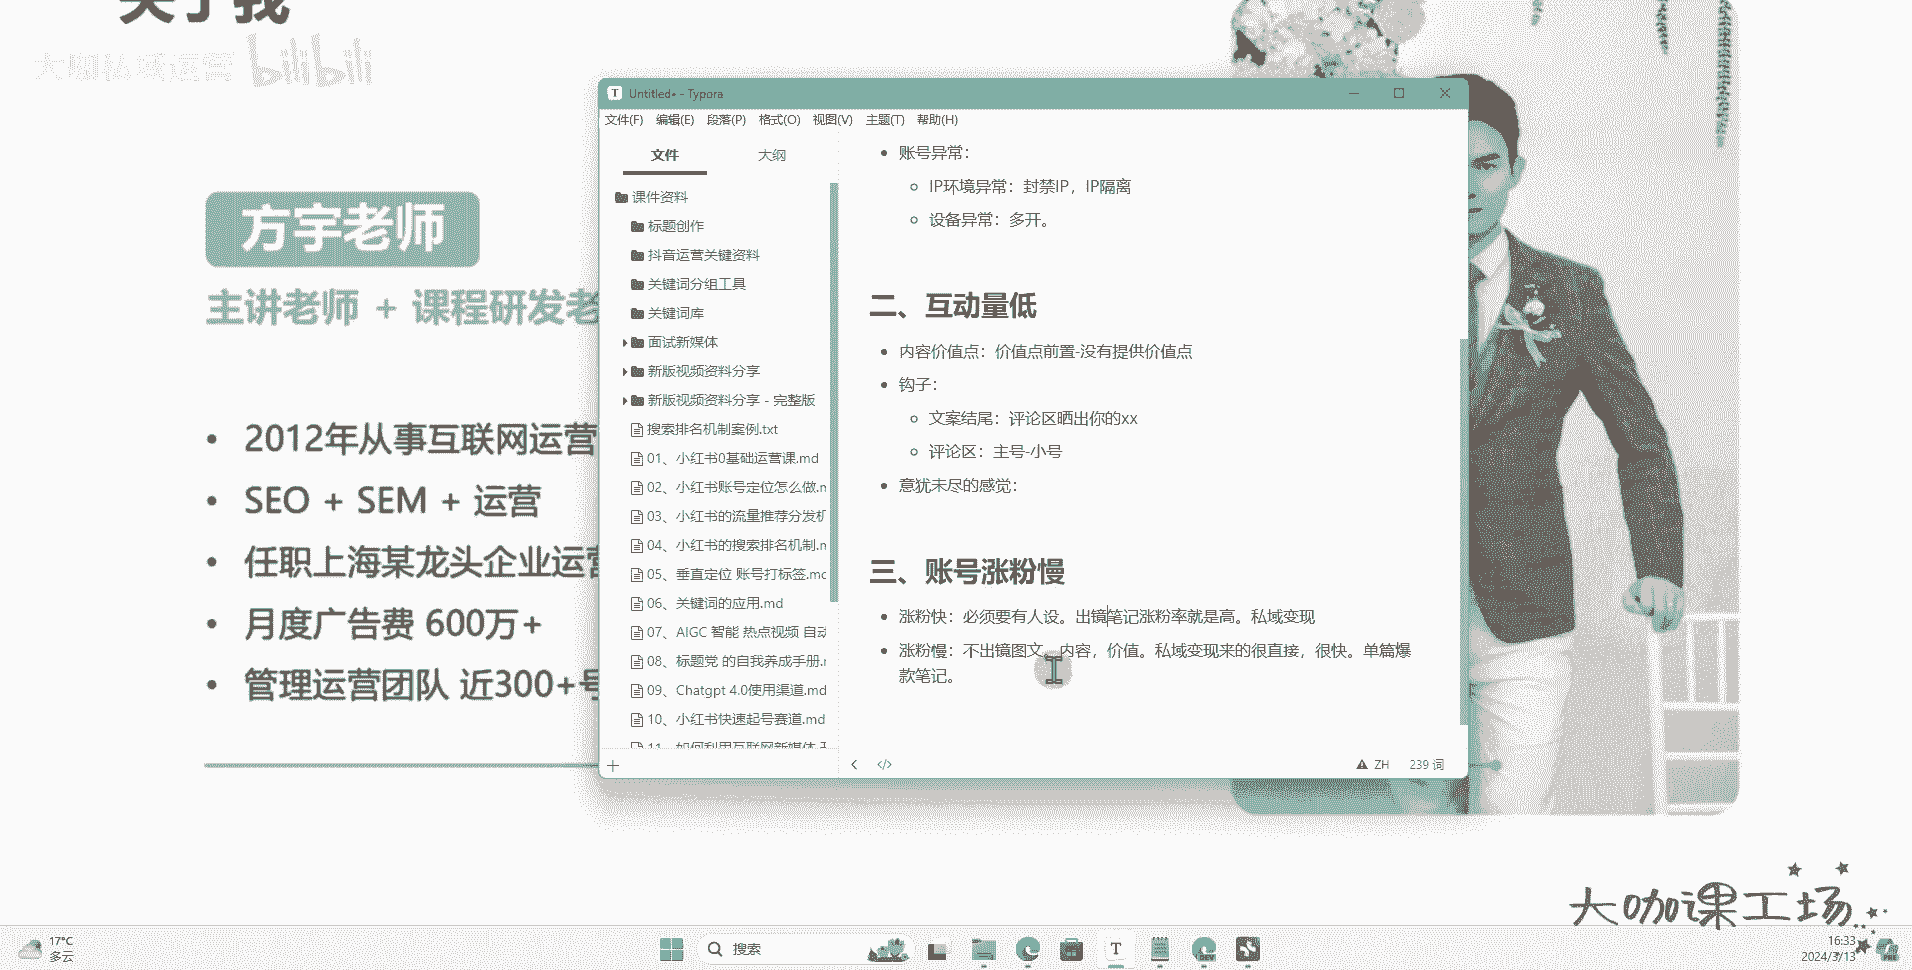 关于我
大咖私域运营 bilibili
方宇老师
主讲老师 + 课程研发老
2012年从事互联网运营
SEO + SEM + 运营
任职上海某龙头企业运营
月度广告费 600万+
管理运营团队 近300+号
Untitled• - Typora
文件(F) 编辑(E) 段落(P) 格式(O) 视图(V) 主题(T) 帮助(H)
文件 大纲
课件资料
标题创作
抖音运营关键资料
关键词分组工具
关键词库
面试新媒体
新版视频资料分享
新版视频资料分享 - 完整版
搜索排名机制案例.txt
01、小红书0基础运营课.md
02、小红书账号定位怎么做.m
03、小红书的流量推荐分发机
04、小红书的搜索排名机制.m
05、垂直定位 账号打标签.mc
06、关键词的应用.md
07、AIGC 智能 热点视频 自动
08、标题党 的自我养成手册.r
09、Chatgpt 4.0使用渠道.md
10、小红书快速起号赛道.md
11、如何利用互联网新媒体
账号异常：
IP环境异常：封禁IP，IP隔离
设备异常：多开。
二、互动量低
内容价值点：价值点前置-没有提供价值点
钩子：
文案结尾：评论区晒出你的xx
评论区：主号-小号
意犹未尽的感觉：
三、账号涨粉慢
涨粉快：必须要有人设。出镜笔记涨粉率就是高。私域变现
涨粉慢：不出镜图文，内容，价值。私域变现来的很直接，很快。单篇爆
款笔记。
ZH 239 词
大咖课工场
17°C
多云
搜索
16:33
2024/3/13